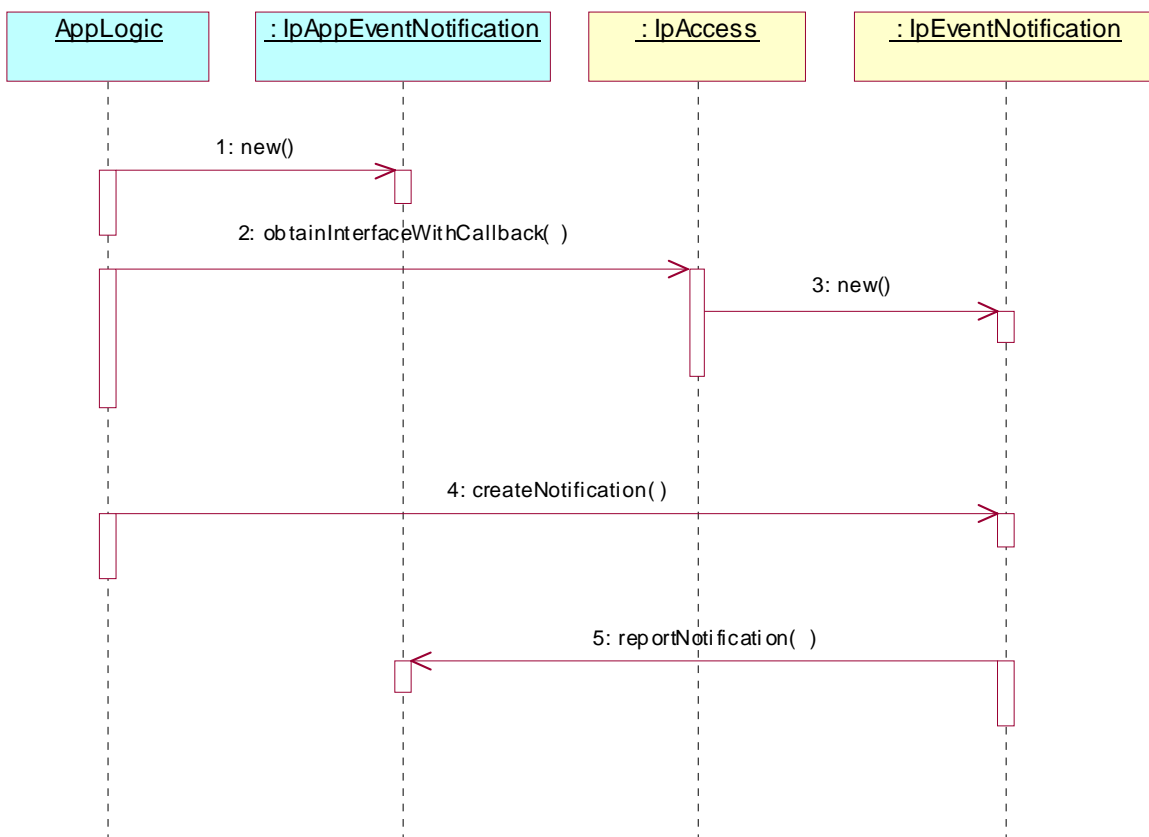 AppLogic
: IpAppEventNotification
: IpAccess
: IpEventNotification
1: new()
2: obtainInterfaceWithCallback( )
3: new()
4: createNotification( )
5: reportNotification( )